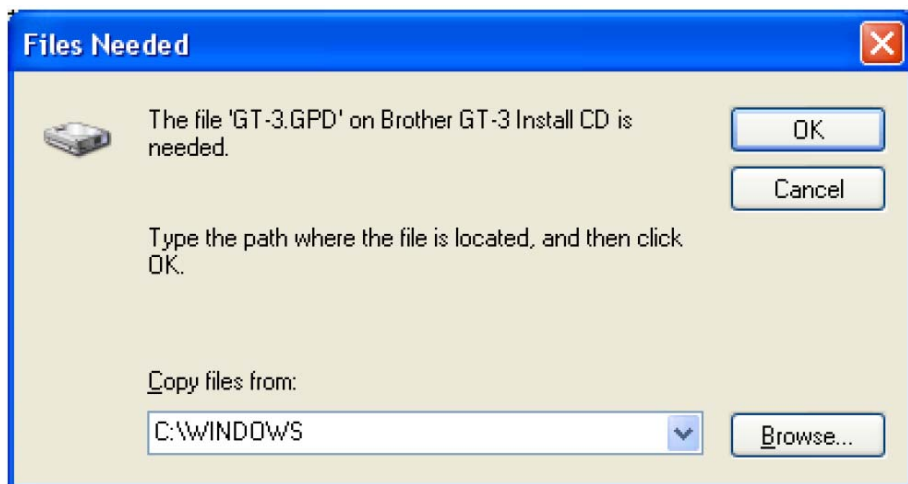 Files Needed
The file 'GT-3.GPD' on Brother GT-3 Install CD is
needed.
OK
Cancel
Type the path where the file is located, and then click
OK.
Copy files from:
C:\WINDOWS
Browse...